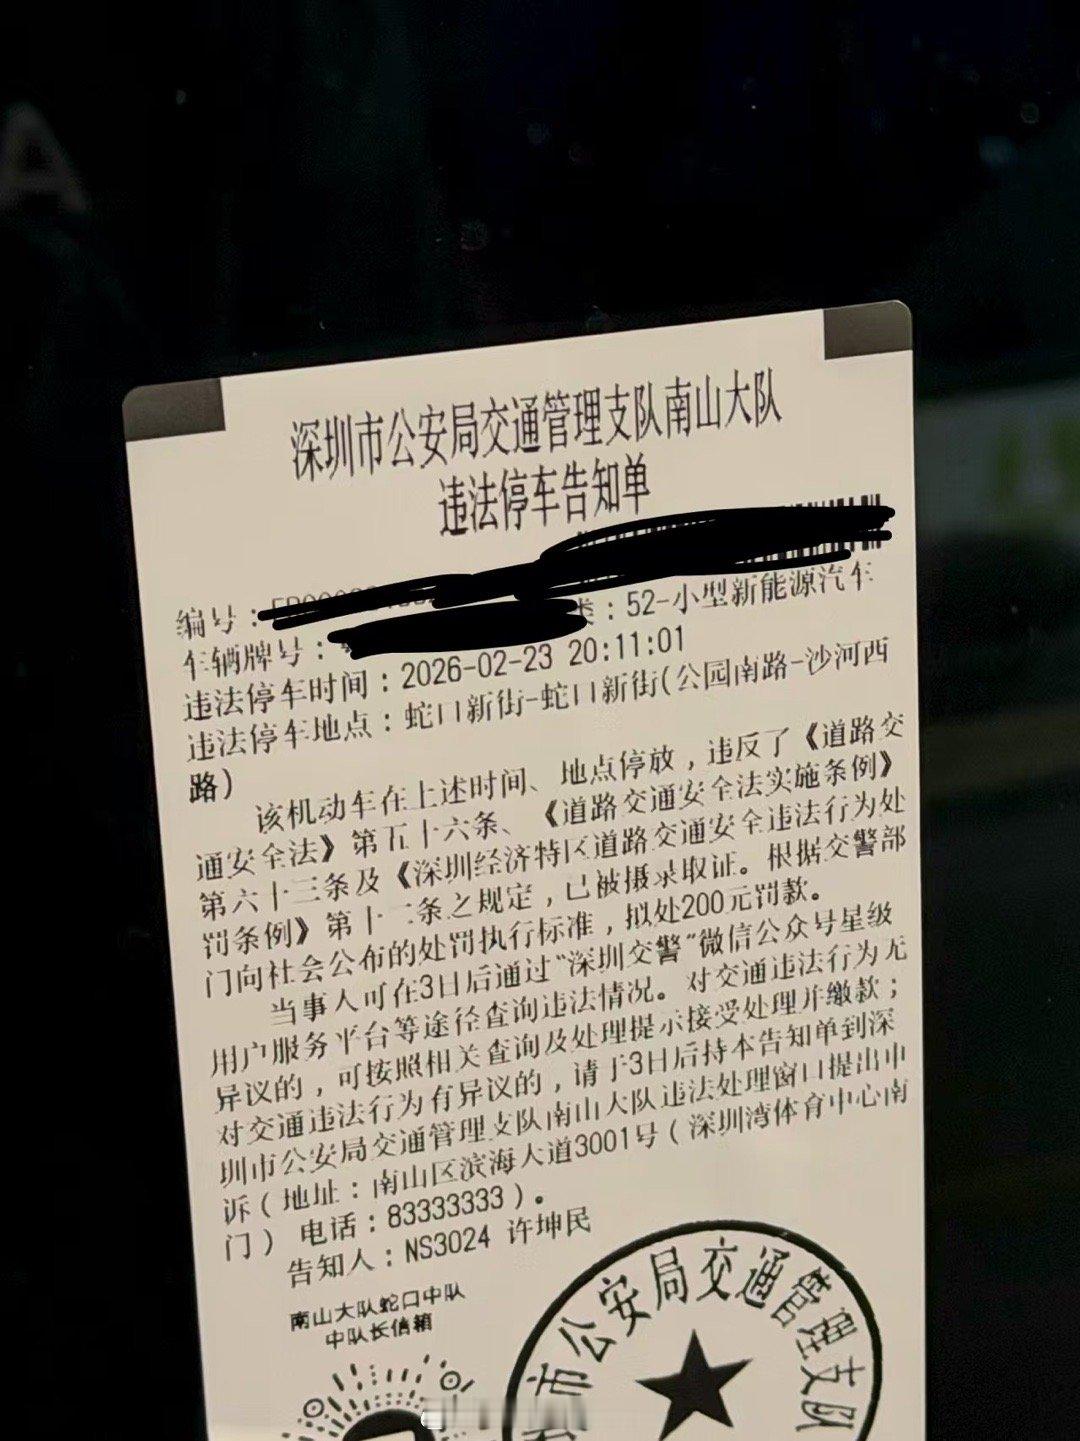 A
深圳市公安局交通管理支队南山大队
违法停车告知单
编号：
车辆牌号： 类：52-小型新能源汽车
违法停车时间：2026-02-23 20:11:01
违法停车地点：蛇口新街-蛇口新街(公园南路-沙河西
路)
该机动车在上述时间、地点停放，违反了《道路交
通安全法》第五十六条、《道路交通安全法实施条例》
第六十三条及《深圳经济特区道路交通安全违法行为处
罚条例》第十二条之规定，已被摄录取证。根据交警部
门向社会公布的处罚执行标准，拟处200元罚款。
当事人可在3日后通过“深圳交警”微信公众号星级
用户服务平台等途径查询违法情况。对交通违法行为无
异议的，可按照相关查询及处理提示接受处理并缴款；
对交通违法行为有异议的，请于3日后持本告知单到深
圳市公安局交通管理支队南山大队违法处理窗口提出申
诉（地址：南山区滨海大道3001号（深圳湾体育中心南
门） 电话：83333333）。
告知人：NS3024 许坤民
南山大队蛇口中队
中队长信箱
市公安局交通管理支队